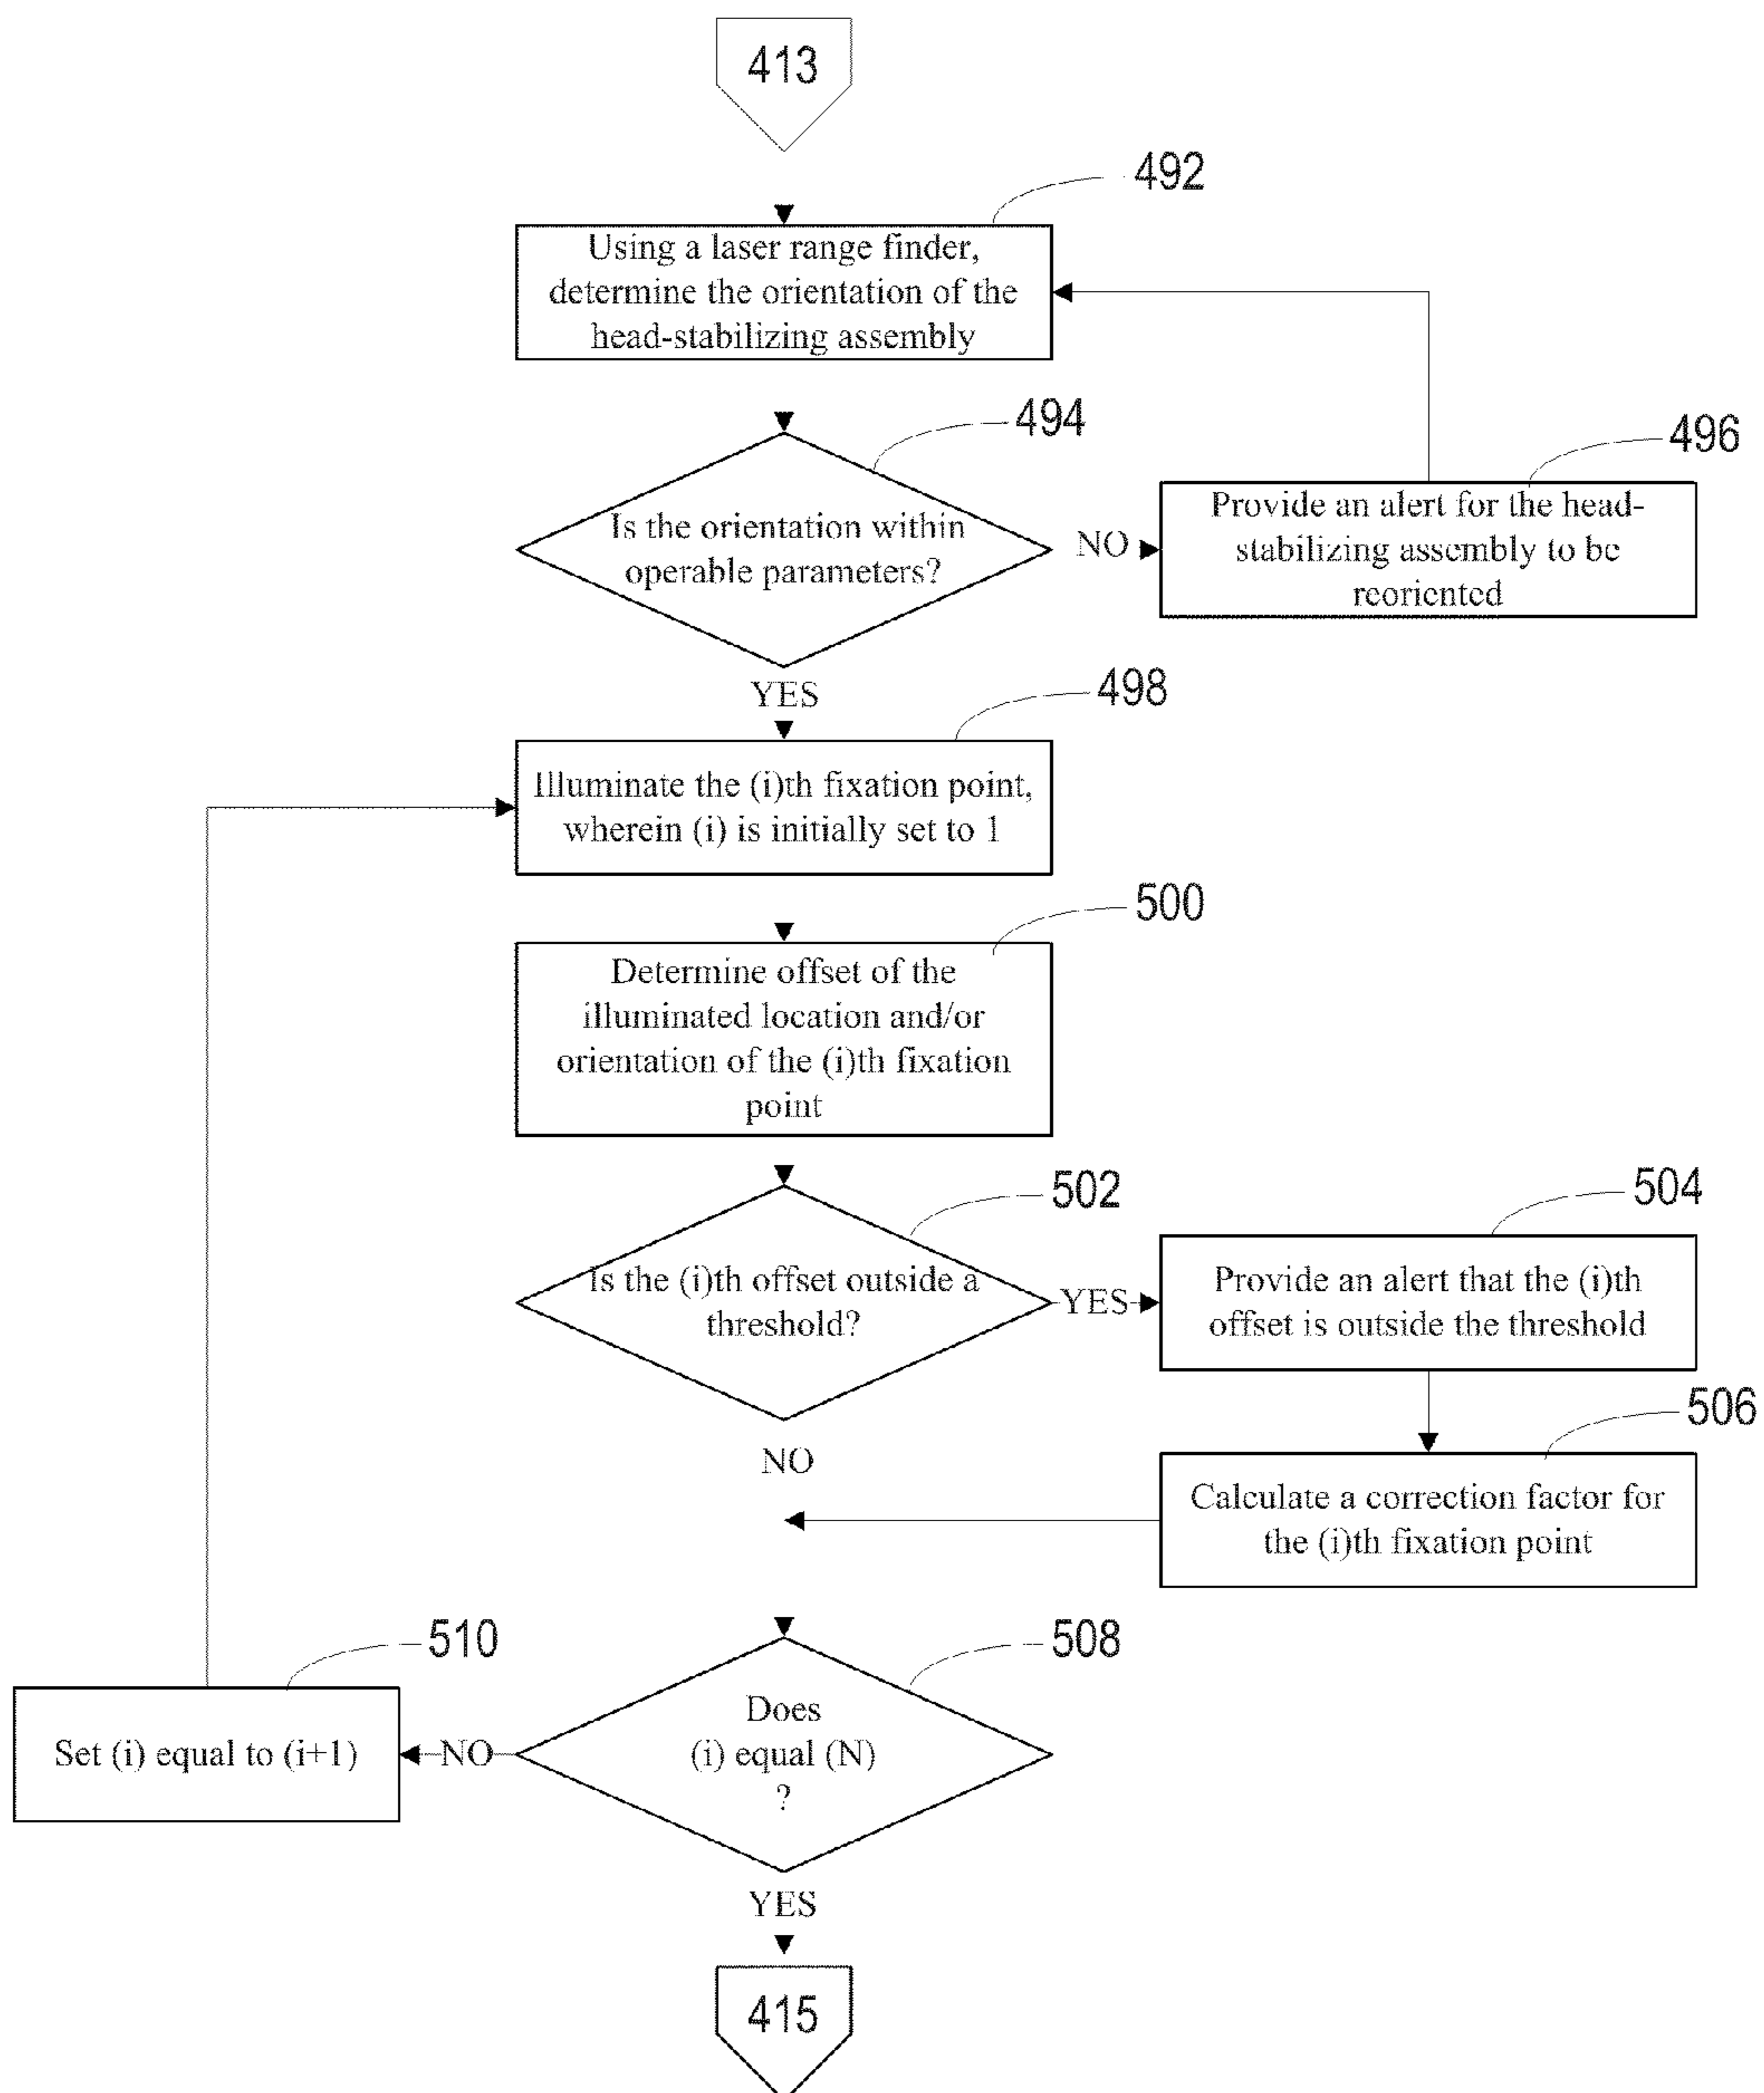 413
492
Using a laser range finder,
determine the orientation of the
head-stabilizing assembly
494
Is the orientation within
operable parameters?
NO
496
Provide an alert for the head-
stabilizing assembly to be
reoriented
YES
498
Illuminate the (i)th fixation point,
wherein (i) is initially set to 1
500
Determine offset of the
illuminated location and/or
orientation of the (i)th fixation
point
502
Is the (i)th offset outside a
threshold?
YES
504
Provide an alert that the (i)th
offset is outside the threshold
506
Calculate a correction factor for
the (i)th fixation point
NO
508
Does
(i) equal (N)
?
NO
510
Set (i) equal to (i+1)
YES
415